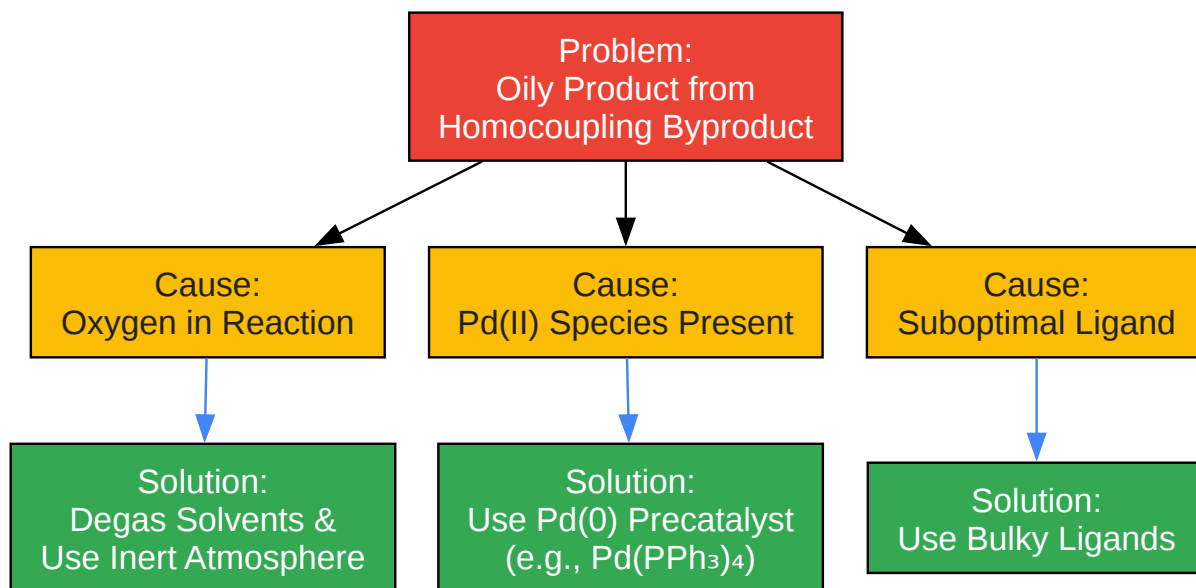 Problem:
Oily Product from
Homocoupling Byproduct
Cause:
Oxygen in Reaction
Cause:
Pd(II) Species Present
Cause:
Suboptimal Ligand
Solution:
Degas Solvents &
Use Inert Atmosphere
Solution:
Use Pd(0) Precatalyst
(e.g., Pd(PPh₃)₄)
Solution:
Use Bulky Ligands